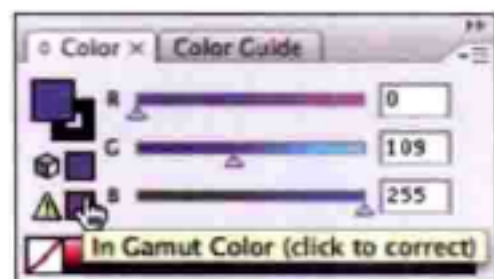 Color × Color Guide
R 0
G 109
B 255
In Gamut Color (click to correct)